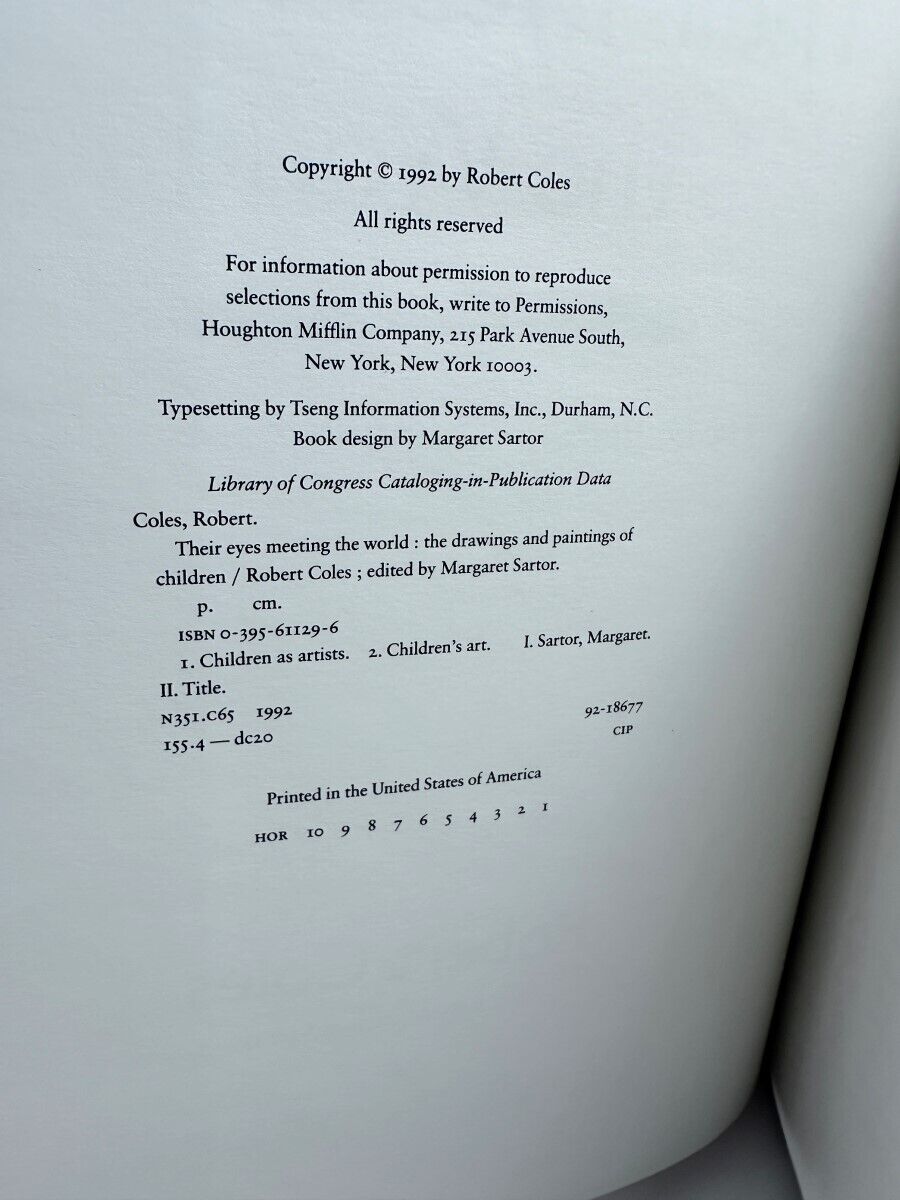 Copyright © 1992 by Robert Coles
All rights reserved
For information about permission to reproduce
selections from this book, write to Permissions,
Houghton Mifflin Company, 215 Park Avenue South,
New York, New York 10003.
Typesetting by Tseng Information Systems, Inc., Durham, N.C.
Book design by Margaret Sartor
Library of Congress Cataloging-in-Publication Data
Coles, Robert.
Their eyes meeting the world : the drawings and paintings of
children / Robert Coles ; edited by Margaret Sartor.
p. cm.
ISBN 0-395-61129-6
1. Children as artists. 2. Children's art. I. Sartor, Margaret.
II. Title.
N351.C65 1992 92-18677
155.4 — dc20 CIP
Printed in the United States of America
HOR 10 9 8 7 6 5 4 3 2 1